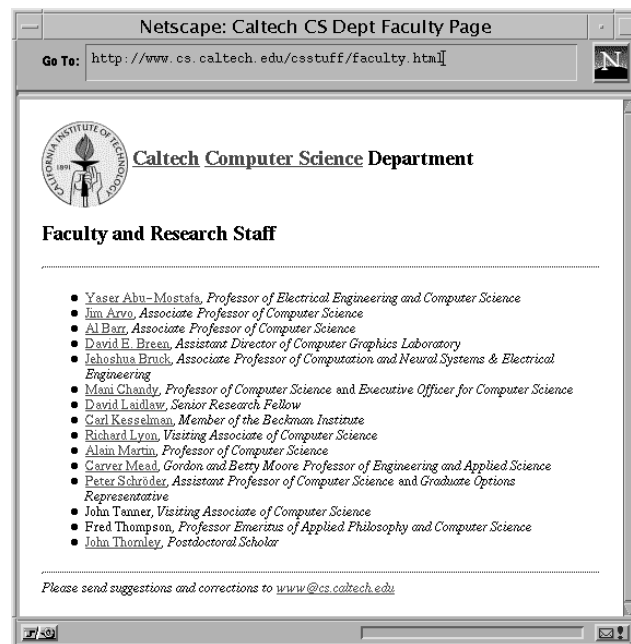 Netscape: Caltech CS Dept Faculty Page
Go To: http://www.cs.caltech.edu/csstuff/faculty.html
N
CALIFORNIA INSTITUTE OF TECHNOLOGY
1891
Caltech Computer Science Department
Faculty and Research Staff
Yaser Abu-Mostafa, Professor of Electrical Engineering and Computer Science
Jim Arvo, Associate Professor of Computer Science
Al Barr, Associate Professor of Computer Science
David E. Breen, Assistant Director of Computer Graphics Laboratory
Jehoshua Bruck, Associate Professor of Computation and Neural Systems & Electrical
Engineering
Mani Chandy, Professor of Computer Science and Executive Officer for Computer Science
David Laidlaw, Senior Research Fellow
Carl Kesselman, Member of the Beckman Institute
Richard Lyon, Visiting Associate of Computer Science
Alain Martin, Professor of Computer Science
Carver Mead, Gordon and Betty Moore Professor of Engineering and Applied Science
Peter Schröder, Assistant Professor of Computer Science and Graduate Options
Representative
John Tanner, Visiting Associate of Computer Science
Fred Thompson, Professor Emeritus of Applied Philosophy and Computer Science
John Thornley, Postdoctoral Scholar
Please send suggestions and corrections to www@cs.caltech.edu